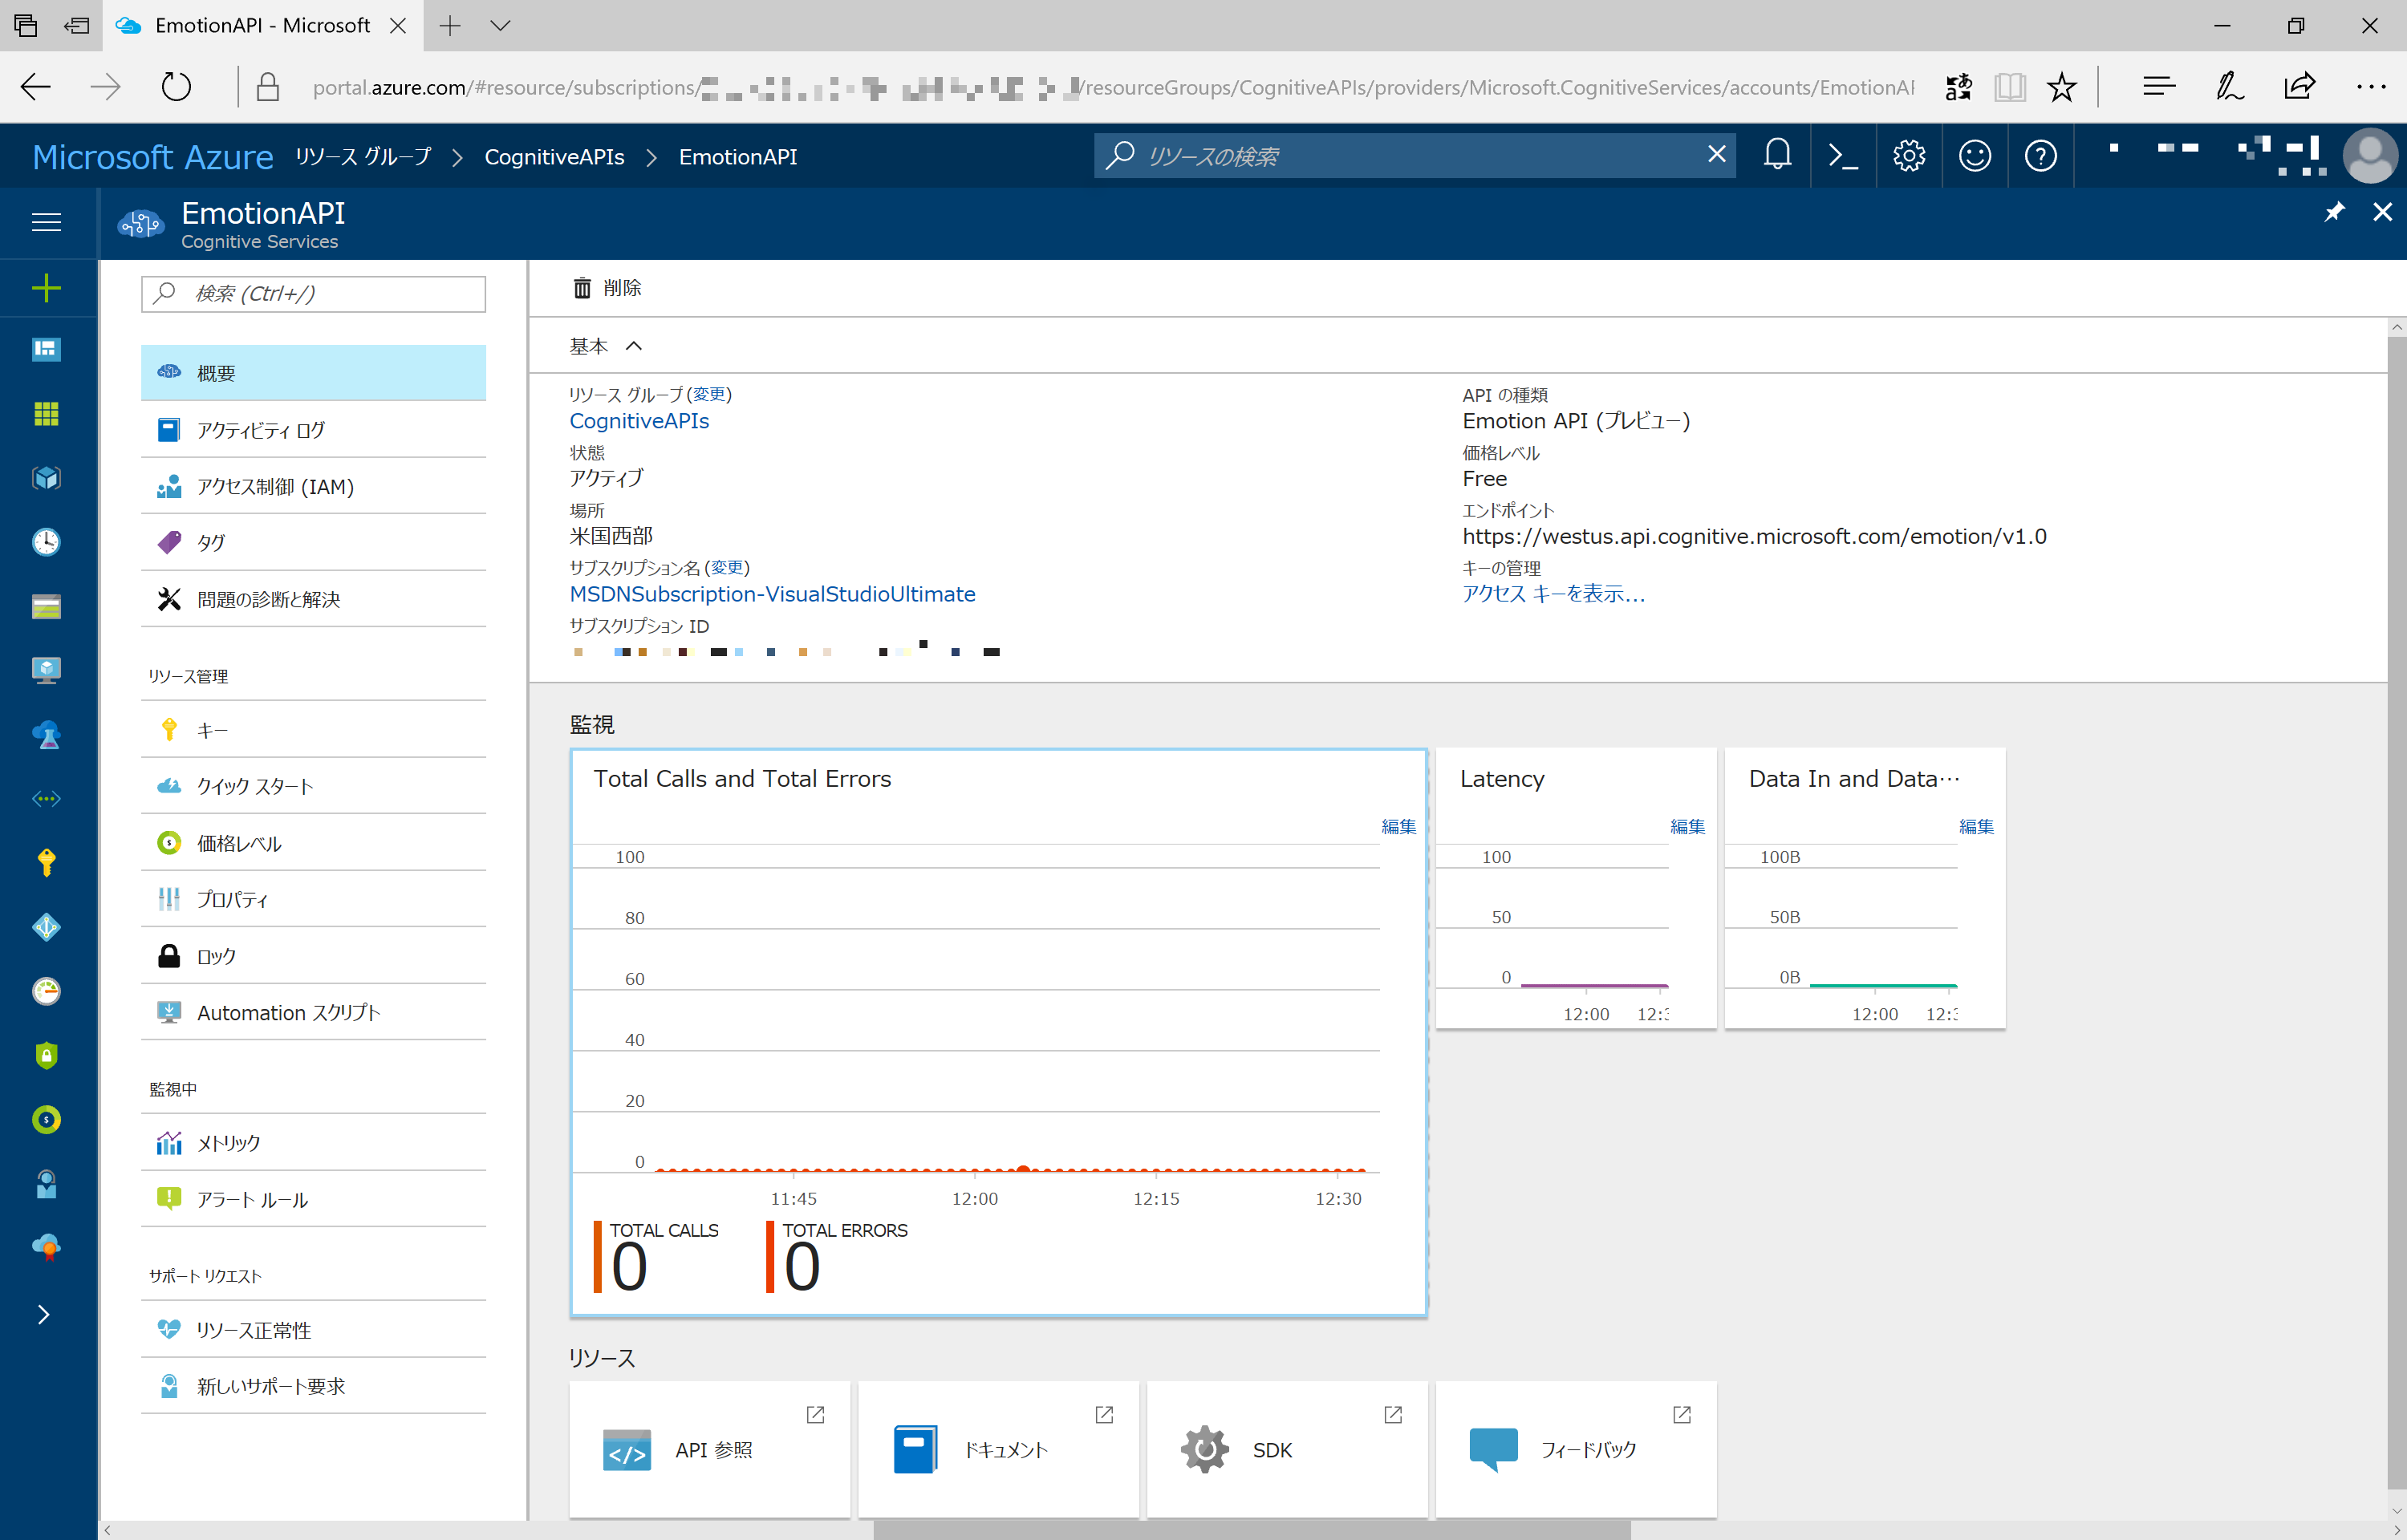 EmotionAPI - Microsoft
portal.azure.com/#resource/subscriptions/
/resourceGroups/CognitiveAPIs/providers/Microsoft.CognitiveServices/accounts/EmotionAP
Microsoft Azure リソース グループ > CognitiveAPIs > EmotionAPI
リソースの検索
EmotionAPI
Cognitive Services
検索 (Ctrl+/)
概要
アクティビティ ログ
アクセス制御 (IAM)
タグ
問題の診断と解決
リソース管理
キー
クイック スタート
価格レベル
プロパティ
ロック
Automation スクリプト
監視中
メトリック
アラート ルール
サポート リクエスト
リソース正常性
新しいサポート要求
削除
基本
リソース グループ (変更)
CognitiveAPIs
状態
アクティブ
場所
米国西部
サブスクリプション名 (変更)
MSDNSubscription-VisualStudioUltimate
サブスクリプション ID
API の種類
Emotion API (プレビュー)
価格レベル
Free
エンドポイント
https://westus.api.cognitive.microsoft.com/emotion/v1.0
キーの管理
アクセス キーを表示...
監視
Total Calls and Total Errors
編集
100
80
60
40
20
0
11:45 12:00 12:15 12:30
TOTAL CALLS
0
TOTAL ERRORS
0
Latency
編集
100
50
0
12:00 12:3
Data In and Data…
編集
100B
50B
0B
12:00 12:3
リソース
API 参照
ドキュメント
SDK
フィードバック